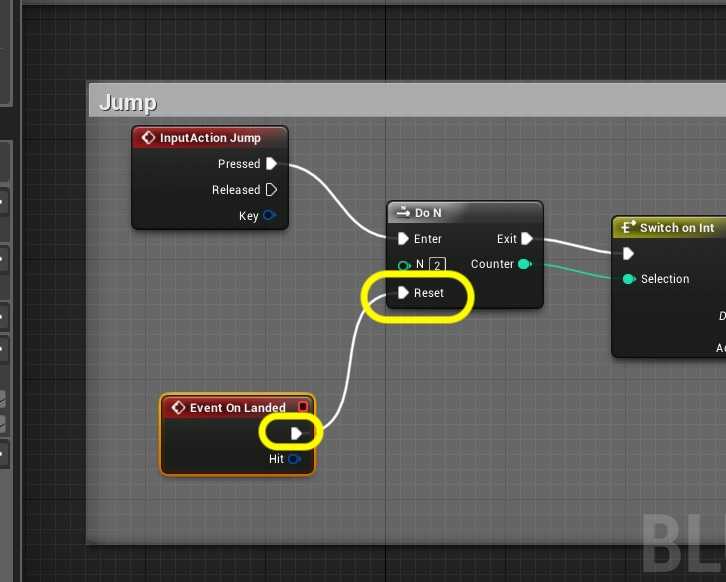 Jump
InputAction Jump
Pressed
Released
Key
Do N
Enter
Exit
N 2
Counter
Reset
Switch on Int
Selection
D
Ac
Event On Landed
Hit
BL